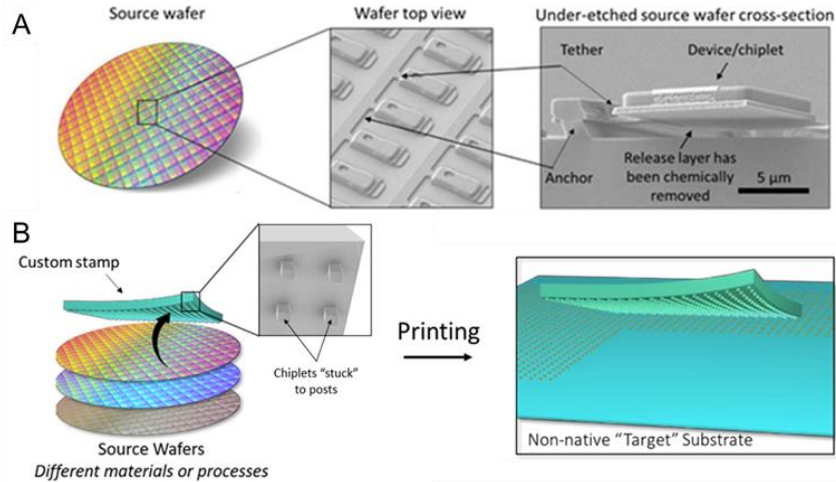 A
Source wafer
Wafer top view
Under-etched source wafer cross-section
Tether
Device/chiplet
Anchor
Release layer has
been chemically
removed
5 μm
B
Custom stamp
Chiplets “stuck”
to posts
Printing
Source Wafers
Different materials or processes
Non-native “Target” Substrate